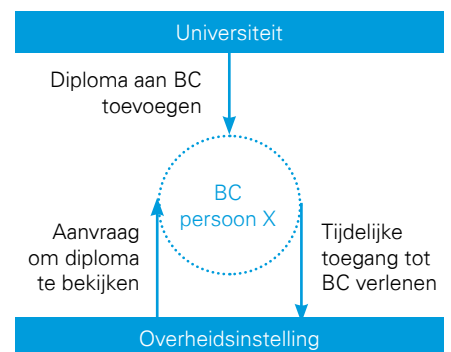 Universiteit
Diploma aan BC
toevoegen
BC
persoon X
Aanvraag
om diploma
te bekijken
Tijdelijke
toegang tot
BC verlenen
Overheidsinstelling